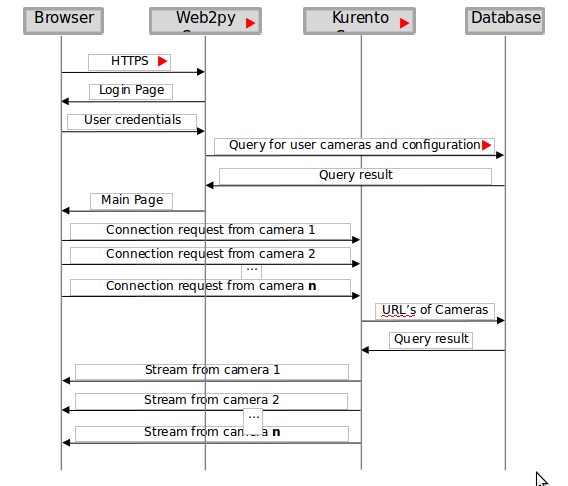 Browser
Web2py
Kurento
Database
HTTPS
Login Page
User credentials
Query for user cameras and configuration
Query result
Main Page
Connection request from camera 1
Connection request from camera 2
...
Connection request from camera n
URL's of Cameras
Query result
Stream from camera 1
Stream from camera 2
...
Stream from camera n